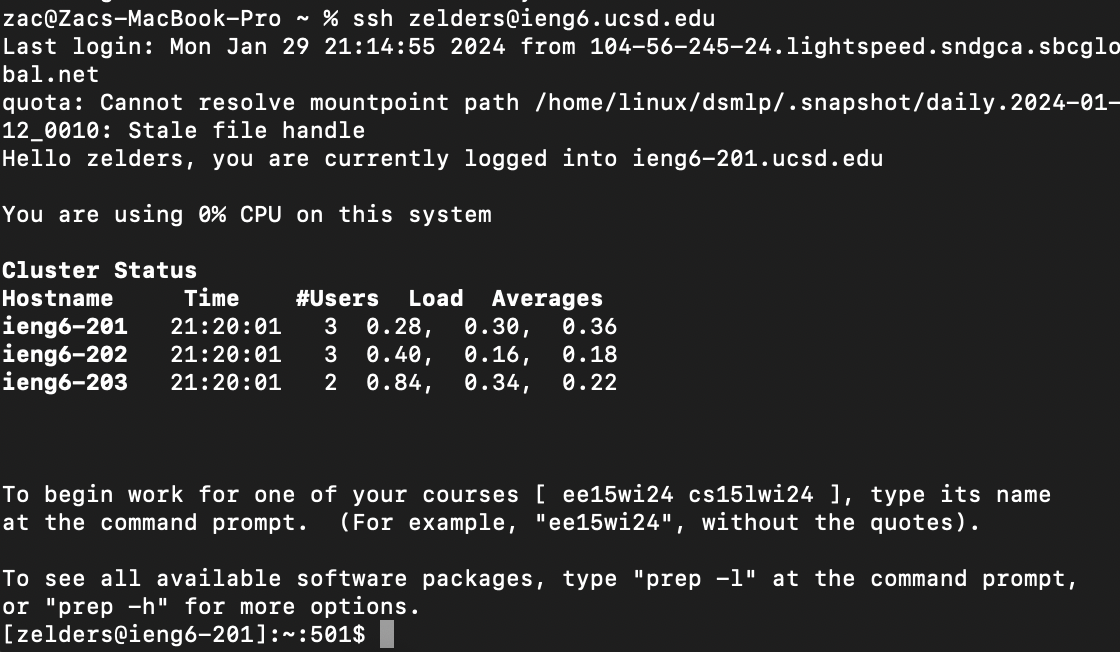 zac@Zacs-MacBook-Pro ~ % ssh zelders@ieng6.ucsd.edu
Last login: Mon Jan 29 21:14:55 2024 from 104-56-245-24.lightspeed.sndgca.sbcglo
bal.net
quota: Cannot resolve mountpoint path /home/linux/dsmlp/.snapshot/daily.2024-01-
12_0010: Stale file handle
Hello zelders, you are currently logged into ieng6-201.ucsd.edu
You are using 0% CPU on this system
Cluster Status
Hostname     Time    #Users  Load  Averages
ieng6-201   21:20:01   3  0.28,  0.30,  0.36
ieng6-202   21:20:01   3  0.40,  0.16,  0.18
ieng6-203   21:20:01   2  0.84,  0.34,  0.22
To begin work for one of your courses [ ee15wi24 cs15lwi24 ], type its name
at the command prompt.  (For example, "ee15wi24", without the quotes).
To see all available software packages, type "prep -l" at the command prompt,
or "prep -h" for more options.
[zelders@ieng6-201]:~:501$